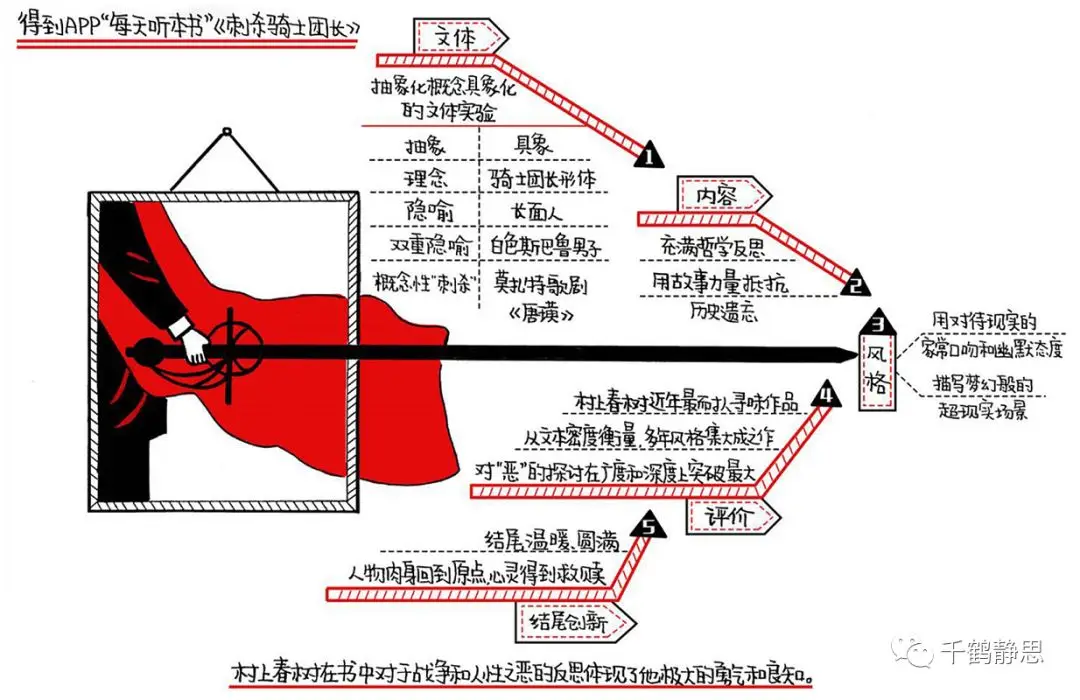 得到APP“每天听本书”《刺杀骑士团长》
文体
抽象化概念具象化
的文体实验
抽象 具象
理念 骑士团长形体
隐喻 长面人
双重隐喻 白色斯巴鲁男子
概念性“刺杀” 莫扎特歌剧
《唐璜》
1
内容
充满哲学反思
用故事力量抵抗
历史遗忘
2
3
风格
用对待现实的
家常口吻和幽默态度
描写梦幻般的
超现实场景
4
村上春树近年最耐人寻味作品
从文本密度衡量,多年风格集大成之作
对“恶”的探讨在广度和深度上突破最大
评价
5
结尾温暖、圆满
人物肉身回到原点,心灵得到救赎
结尾创新
村上春树在书中对于战争和人性之恶的反思体现了他极大的勇气和良知。
千鹤静思